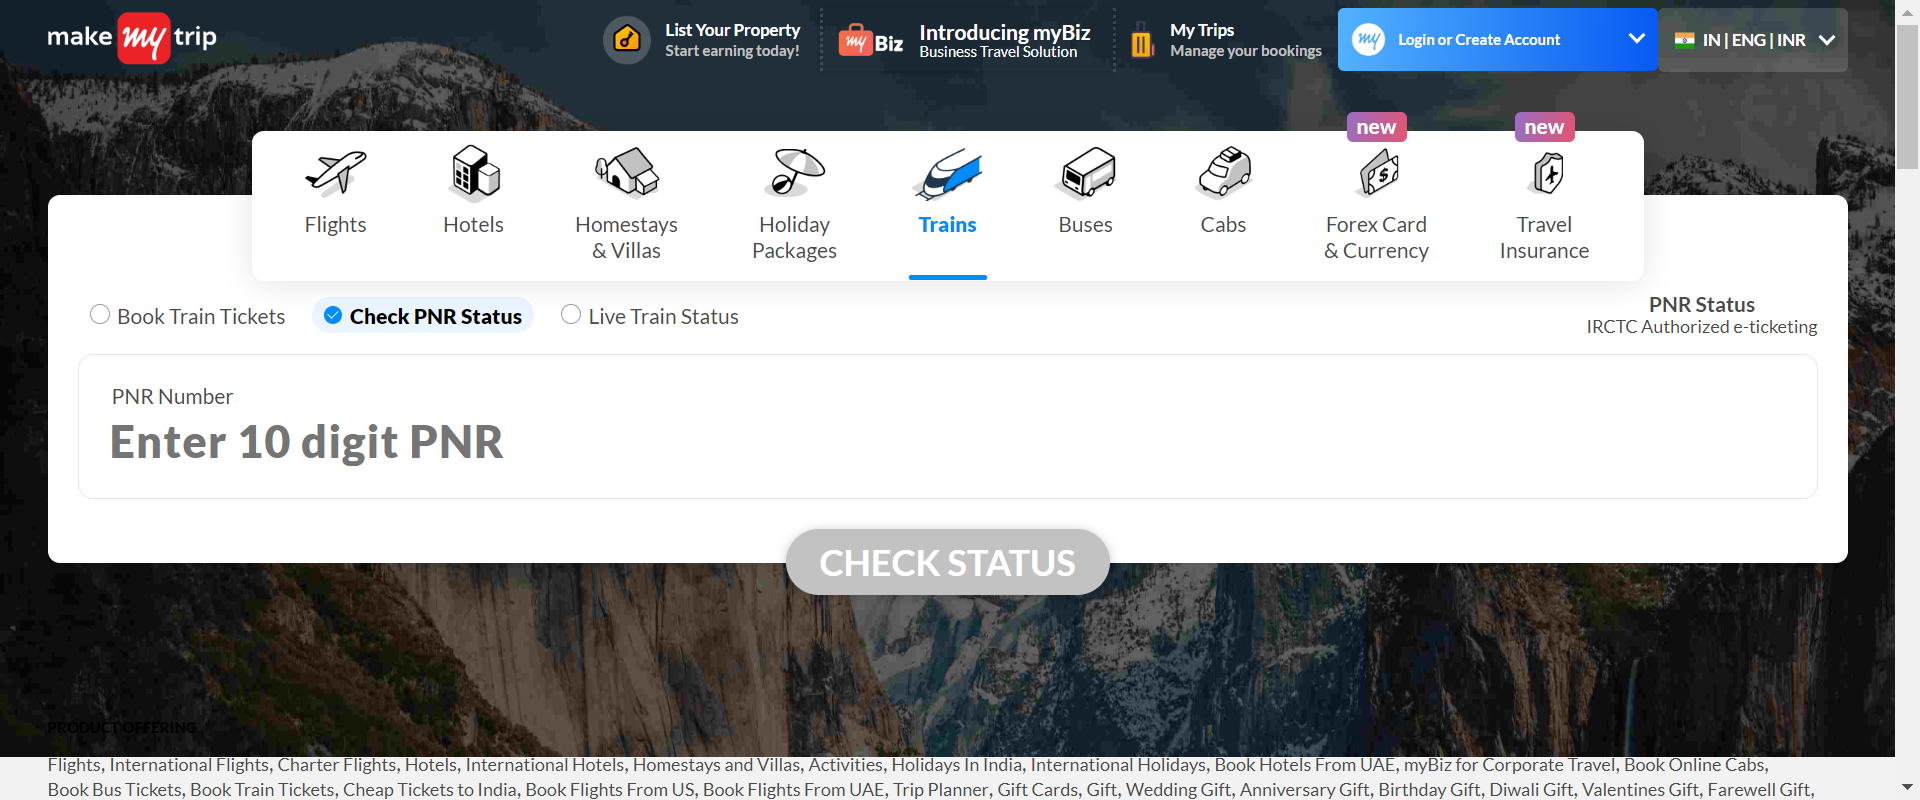 make my trip
List Your Property
Start earning today!
my Biz
Introducing myBiz
Business Travel Solution
My Trips
Manage your bookings
my
Login or Create Account
IN | ENG | INR
new
new
Flights
Hotels
Homestays
& Villas
Holiday
Packages
Trains
Buses
Cabs
Forex Card
& Currency
Travel
Insurance
Book Train Tickets
Check PNR Status
Live Train Status
PNR Status
IRCTC Authorized e-ticketing
PNR Number
Enter 10 digit PNR
CHECK STATUS
PRODUCT OFFERING
Flights, International Flights, Charter Flights, Hotels, International Hotels, Homestays and Villas, Activities, Holidays In India, International Holidays, Book Hotels From UAE, myBiz for Corporate Travel, Book Online Cabs,
Book Bus Tickets, Book Train Tickets, Cheap Tickets to India, Book Flights From US, Book Flights From UAE, Trip Planner, Gift Cards, Gift, Wedding Gift, Anniversary Gift, Birthday Gift, Diwali Gift, Valentines Gift, Farewell Gift,